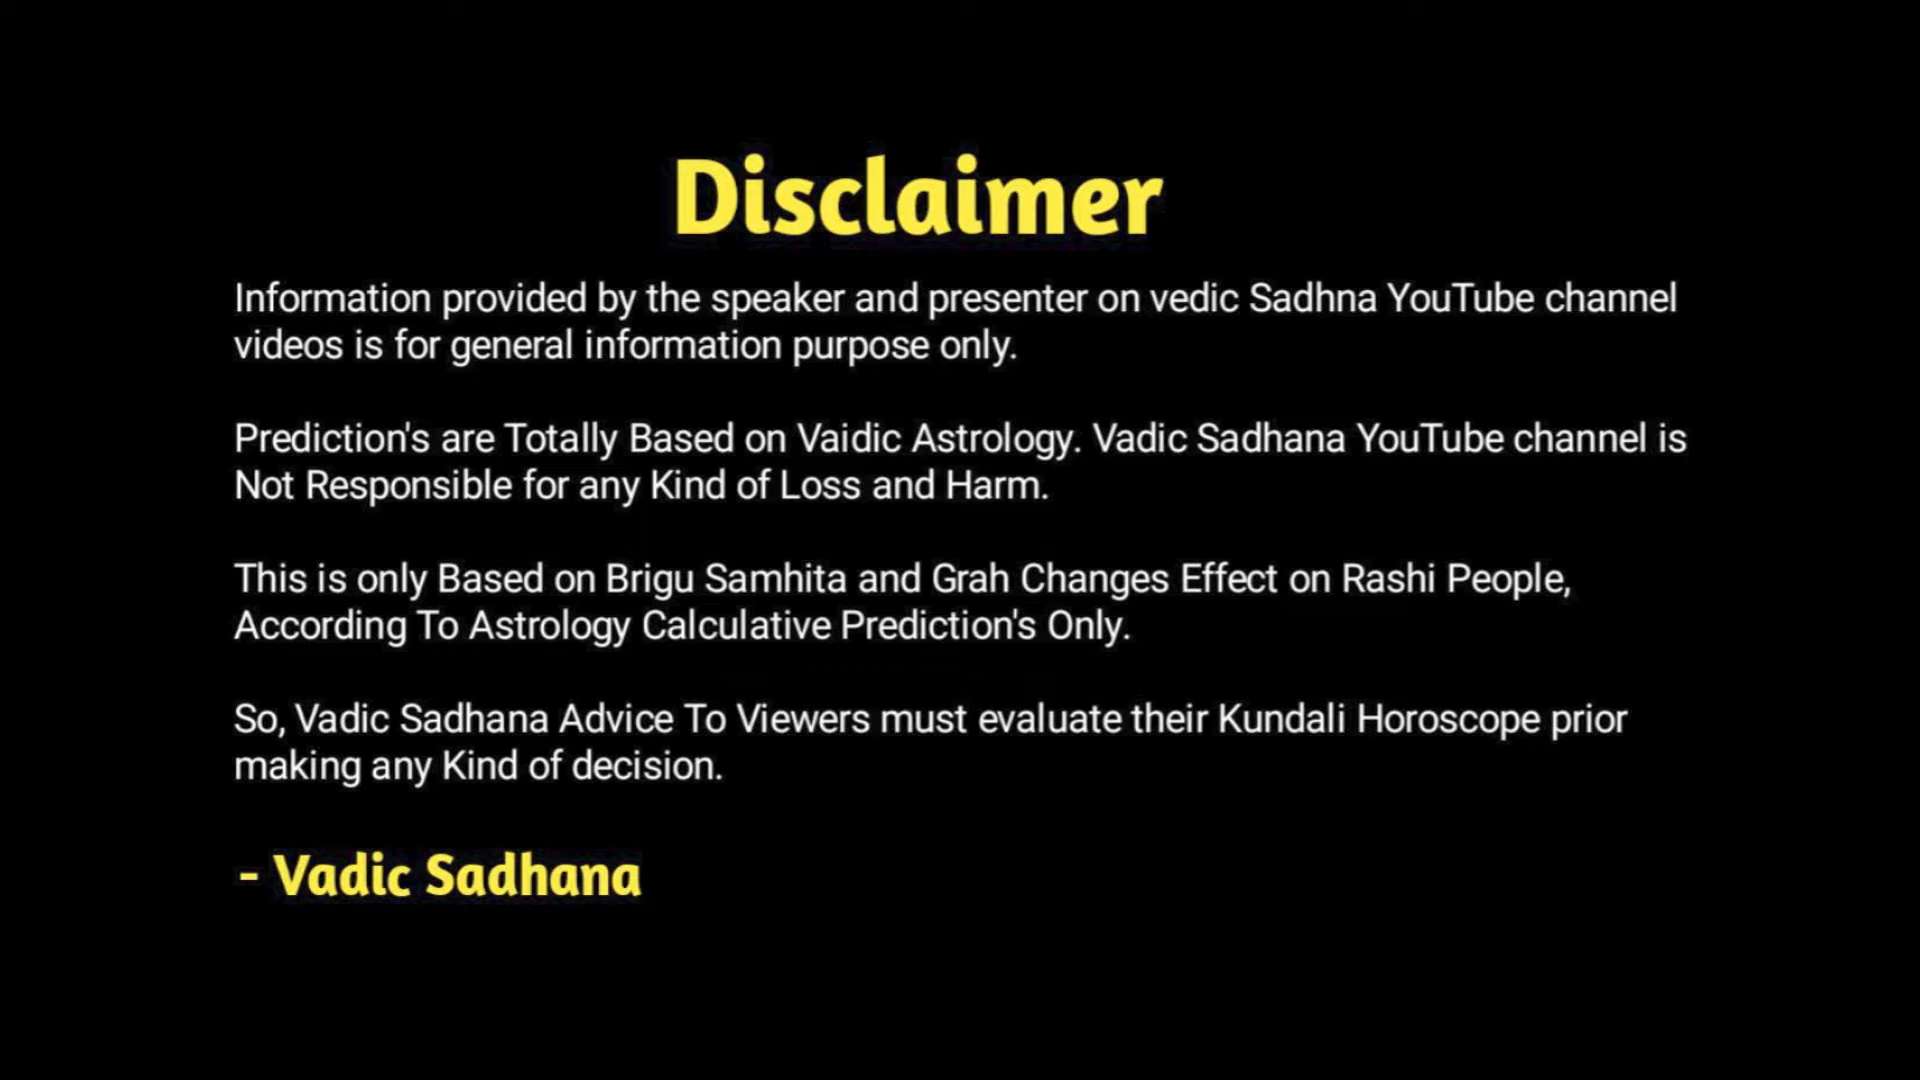 Disclaimer
Information provided by the speaker and presenter on vedic Sadhna YouTube channel
videos is for general information purpose only.
Prediction's are Totally Based on Vaidic Astrology. Vadic Sadhana YouTube channel is
Not Responsible for any Kind of Loss and Harm.
This is only Based on Brigu Samhita and Grah Changes Effect on Rashi People,
According To Astrology Calculative Prediction's Only.
So, Vadic Sadhana Advice To Viewers must evaluate their Kundali Horoscope prior
making any Kind of decision.
- Vadic Sadhana